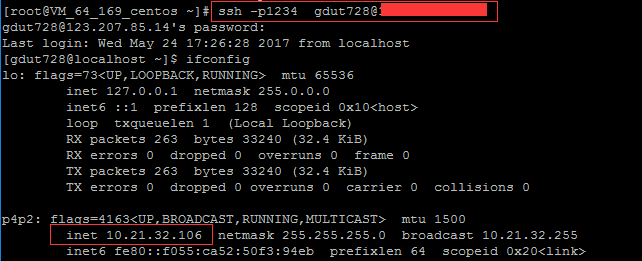 [root@VM_64_169_centos ~]# ssh -p1234 gdut728@
gdut728@123.207.85.14's password:
Last login: Wed May 24 17:26:28 2017 from localhost
[gdut728@localhost ~]$ ifconfig
lo: flags=73<UP,LOOPBACK,RUNNING> mtu 65536
inet 127.0.0.1 netmask 255.0.0.0
inet6 ::1 prefixlen 128 scopeid 0x10<host>
loop txqueuelen 1 (Local Loopback)
RX packets 263 bytes 33240 (32.4 KiB)
RX errors 0 dropped 0 overruns 0 frame 0
TX packets 263 bytes 33240 (32.4 KiB)
TX errors 0 dropped 0 overruns 0 carrier 0 collisions 0
p4p2: flags=4163<UP,BROADCAST,RUNNING,MULTICAST> mtu 1500
inet 10.21.32.106 netmask 255.255.255.0 broadcast 10.21.32.255
inet6 fe80::f055:ca52:50f3:94eb prefixlen 64 scopeid 0x20<link>